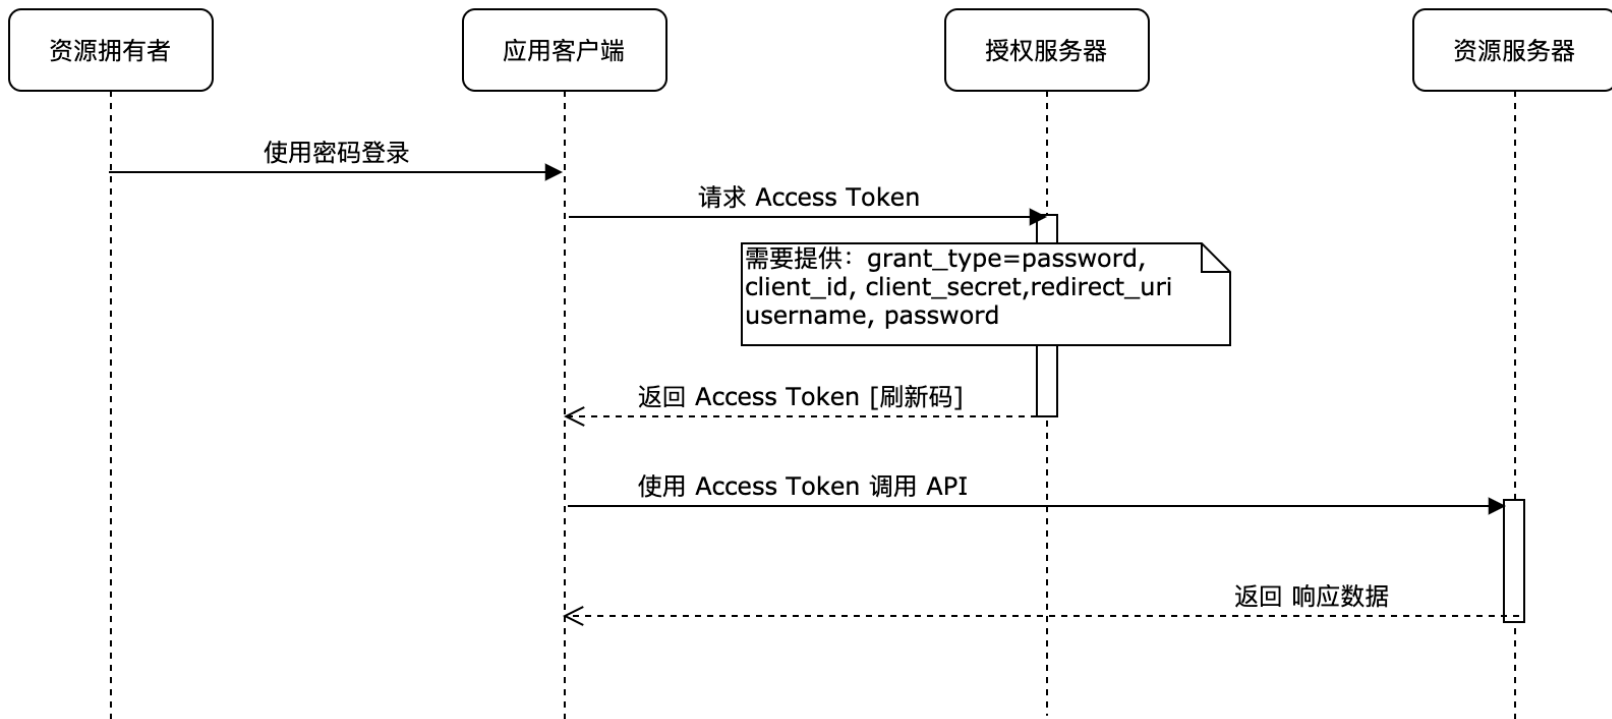 资源拥有者
应用客户端
授权服务器
资源服务器
使用密码登录
请求 Access Token
需要提供：grant_type=password,
client_id, client_secret,redirect_uri
username, password
返回 Access Token [刷新码]
使用 Access Token 调用 API
返回 响应数据